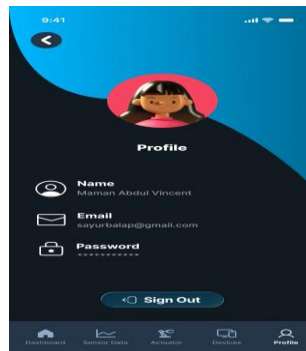 9:41
Profile
Name
Maman Abdul Vincent
Email
sayurbalap@gmail.com
Password
***********
Sign Out
Dashboard Sensor Data Actuator Devices Profile